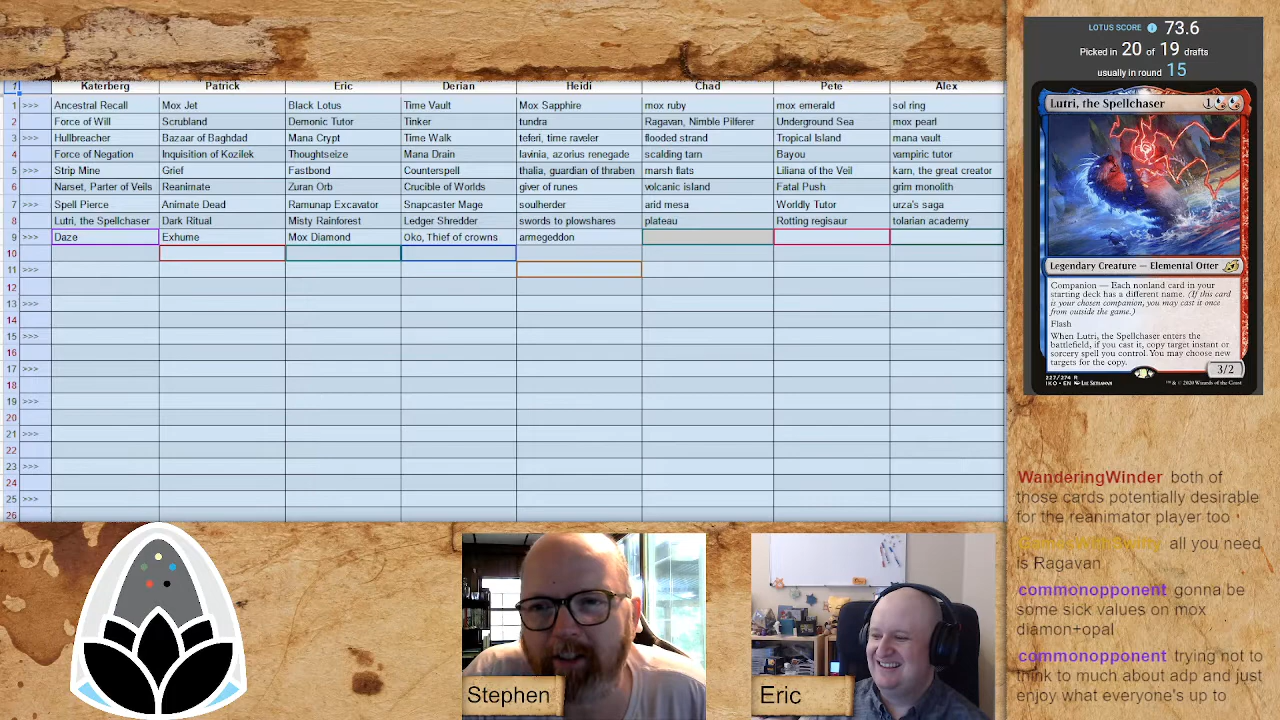 LOTUS SCORE i 73.6
Picked in 20 of 19 drafts
usually in round 15
1 Katerberg Patrick Eric Derian Heidi Chad Pete Alex
1 >>> Ancestral Recall Mox Jet Black Lotus Time Vault Mox Sapphire mox ruby mox emerald sol ring
2 Force of Will Scrubland Demonic Tutor Tinker tundra Ragavan, Nimble Pilferer Underground Sea mox pearl
3 >>> Hullbreacher Bazaar of Baghdad Mana Crypt Time Walk teferi, time raveler flooded strand Tropical Island mana vault
4 Force of Negation Inquisition of Kozilek Thoughtseize Mana Drain lavinia, azorius renegade scalding tarn Bayou vampiric tutor
5 >>> Strip Mine Grief Fastbond Counterspell thalia, guardian of thraben marsh flats Liliana of the Veil karn, the great creator
6 Narset, Parter of Veils Reanimate Zuran Orb Crucible of Worlds giver of runes volcanic island Fatal Push grim monolith
7 >>> Spell Pierce Animate Dead Ramunap Excavator Snapcaster Mage soulherder arid mesa Worldly Tutor urza's saga
8 Lutri, the Spellchaser Dark Ritual Misty Rainforest Ledger Shredder swords to plowshares plateau Rotting regisaur tolarian academy
9 >>> Daze Exhume Mox Diamond Oko, Thief of crowns armegeddon
10
11 >>>
12
13 >>>
14
15 >>>
16
17 >>>
18
19 >>>
20
21 >>>
22
23 >>>
24
25 >>>
26
Lutri, the Spellchaser 1
Legendary Creature — Elemental Otter
Companion — Each nonland card in your
starting deck has a different name. (If this card
is your chosen companion, you may cast it once
from outside the game.)
Flash
When Lutri, the Spellchaser enters the
battlefield, if you cast it, copy target instant or
sorcery spell you control. You may choose new
targets for the copy.
3/2
227/274 R
IKO • EN
™ & © 2020 Wizards of the Coast
WanderingWinder both of
those cards potentially desirable
for the reanimator player too
all you need
is Ragavan
commonopponent gonna be
some sick values on mox
diamon+opal
commonopponent trying not to
think to much about adp and just
enjoy what everyone's up to
Stephen
Eric